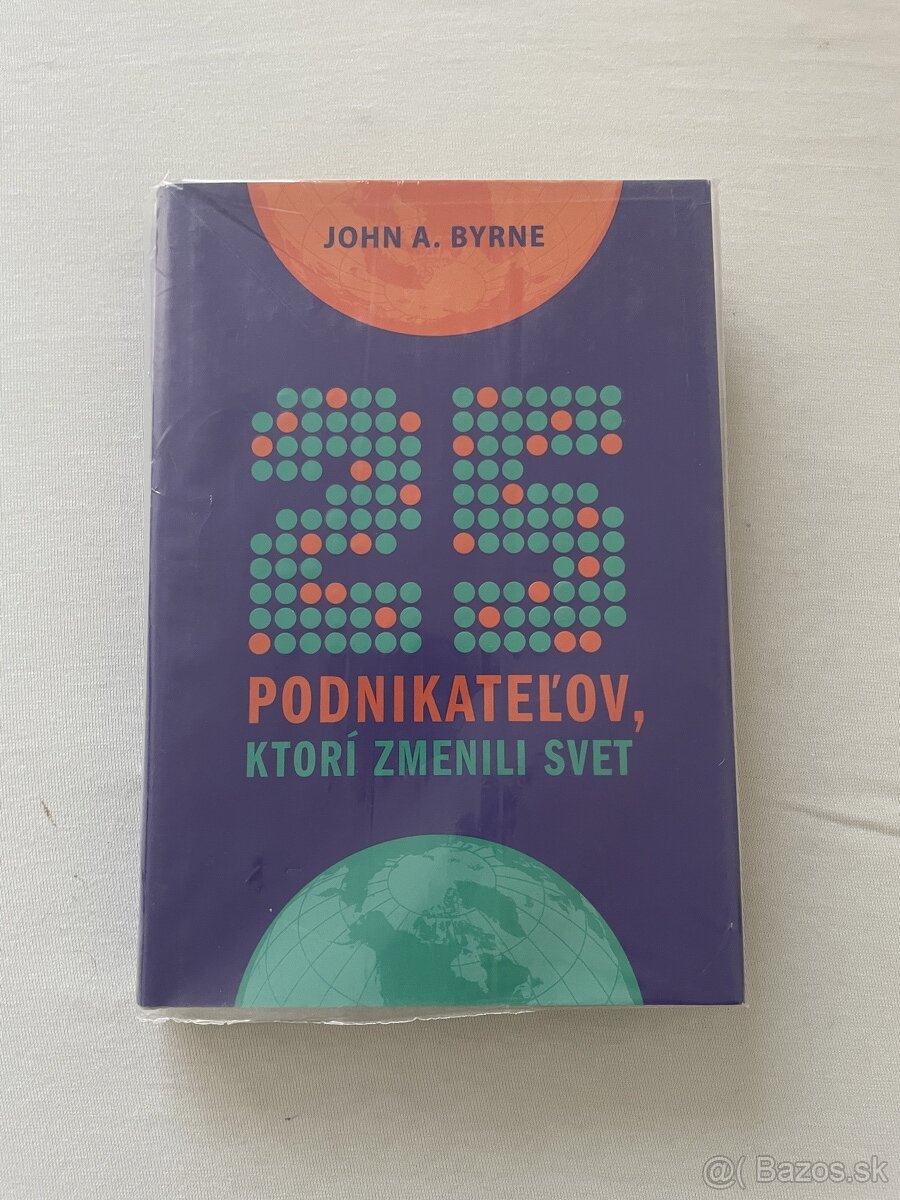 JOHN A. BYRNE
25
PODNIKATEĽOV,
KTORÍ ZMENILI SVET
@( Bazos.sk